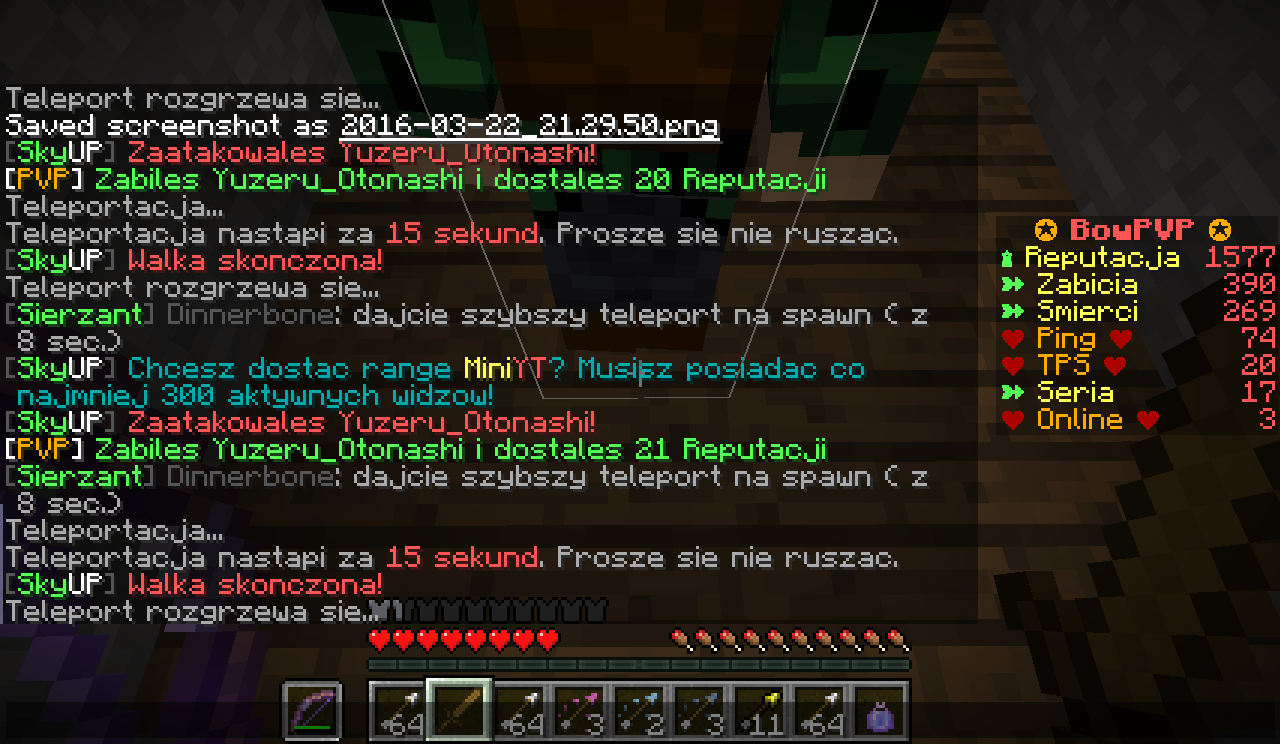 Teleport rozgrzewa sie...
Saved screenshot as 2016-03-22_21.29.50.png
[SkyUP] Zaatakowales Yuzeru_Otonashi!
[PVP] Zabiles Yuzeru_Otonashi i dostales 20 Reputacji
Teleportacja...
Teleportacja nastapi za 15 sekund. Prosze sie nie ruszac.
[SkyUP] Walka skonczona!
Teleport rozgrzewa sie...
[Sierzant] Dinnerbone: dajcie szybszy teleport na spawn ( z
8 sec.)
[SkyUP] Chcesz dostac range MiniYT? Musisz posiadac co
najmniej 300 aktywnych widzow!
[SkyUP] Zaatakowales Yuzeru_Otonashi!
[PVP] Zabiles Yuzeru_Otonashi i dostales 21 Reputacji
[Sierzant] Dinnerbone: dajcie szybszy teleport na spawn ( z
8 sec.)
Teleportacja...
Teleportacja nastapi za 15 sekund. Prosze sie nie ruszac.
[SkyUP] Walka skonczona!
Teleport rozgrzewa sie...
BowPVP
Reputacja 1577
Zabicia 390
Smierci 269
Ping 74
TPS 20
Seria 17
Online 3
64 64 3 2 3 11 64